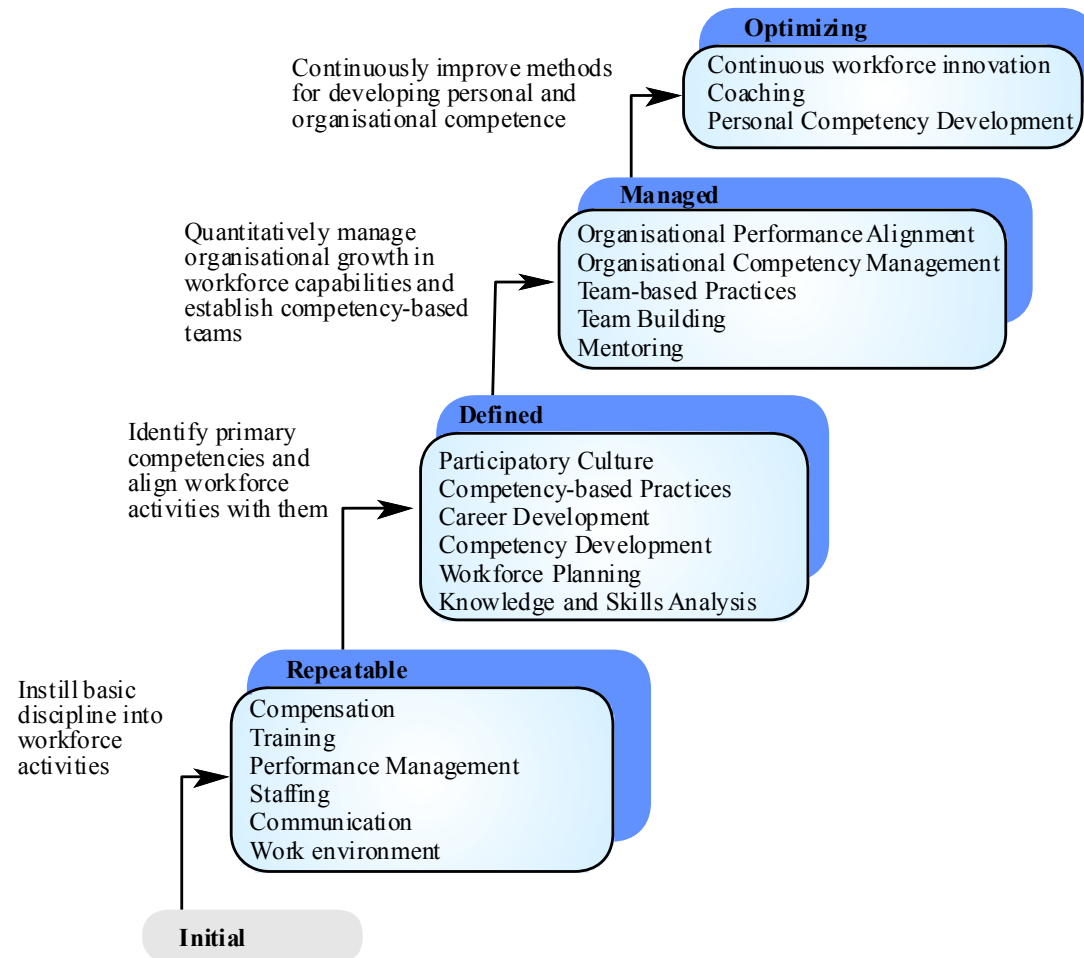 Optimizing
Continuously improve methods
for developing personal and
organisational competence
Continuous workforce innovation
Coaching
Personal Competency Development
Managed
Quantitatively manage
organisational growth in
workforce capabilities and
establish competency-based
teams
Organisational Performance Alignment
Organisational Competency Management
Team-based Practices
Team Building
Mentoring
Defined
Identify primary
competencies and
align workforce
activities with them
Participatory Culture
Competency-based Practices
Career Development
Competency Development
Workforce Planning
Knowledge and Skills Analysis
Repeatable
Instill basic
discipline into
workforce
activities
Compensation
Training
Performance Management
Staffing
Communication
Work environment
Initial